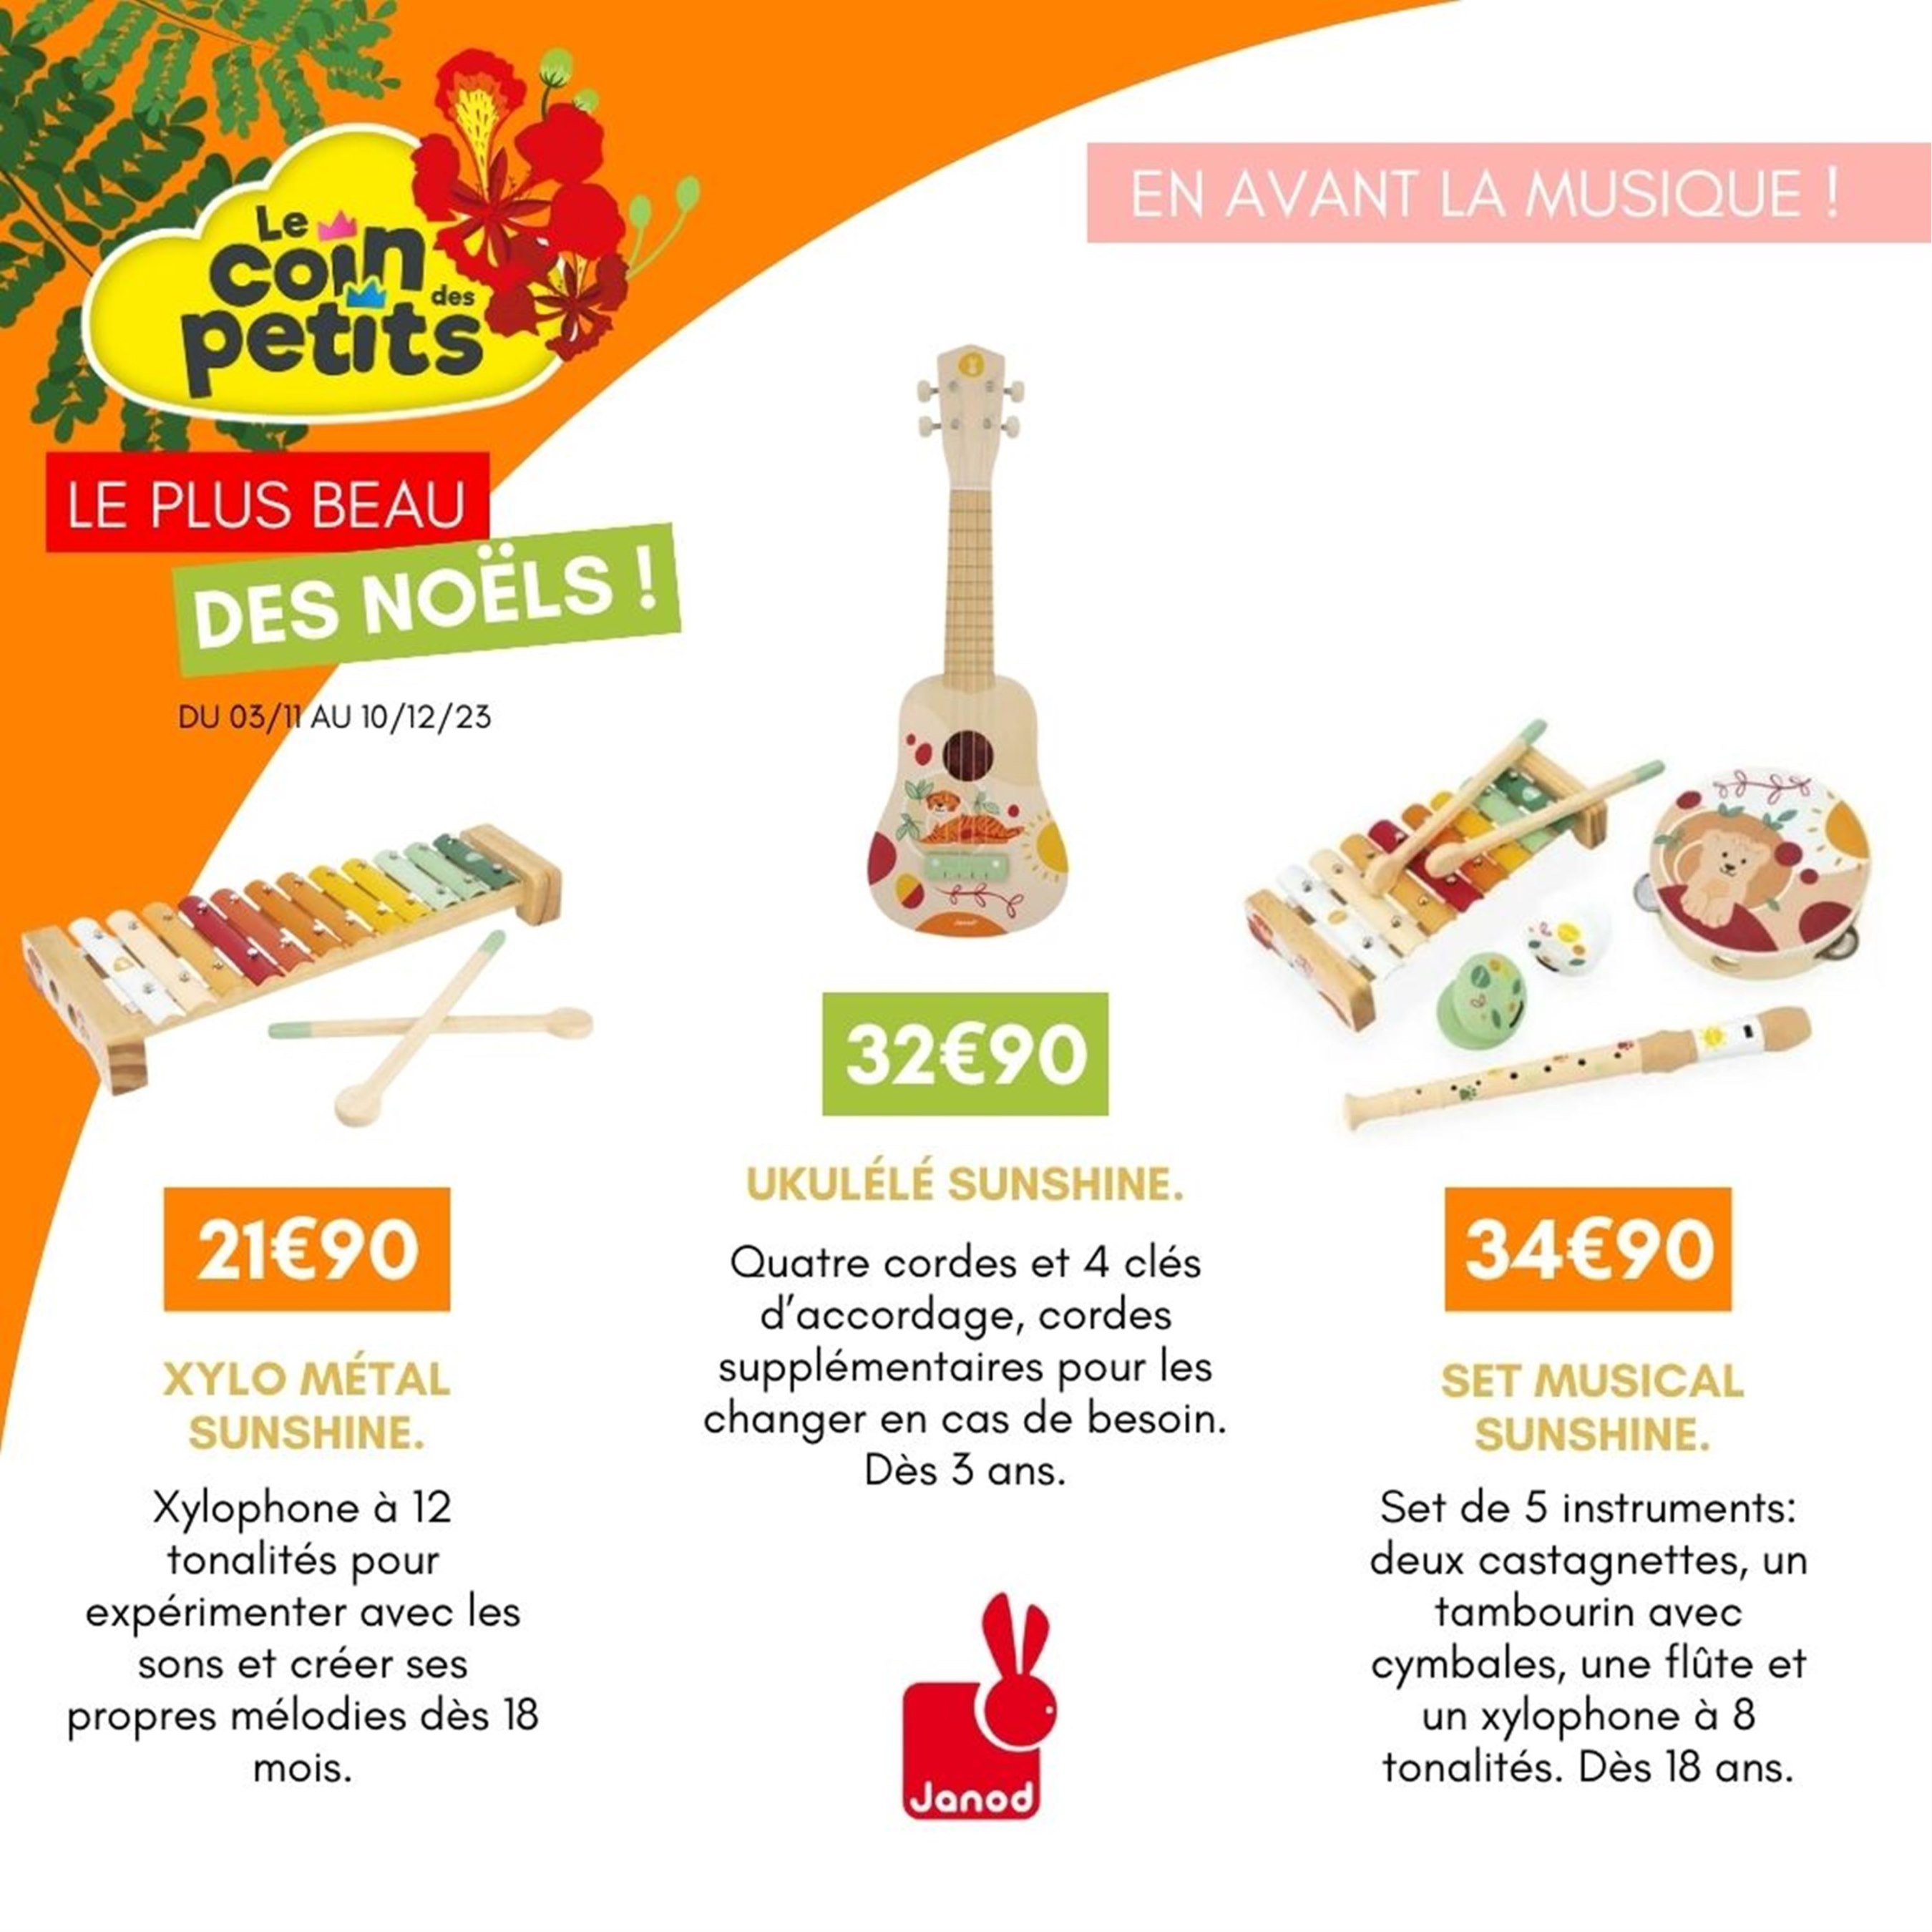 Le
coin
des
petits
EN AVANT LA MUSIQUE !
LE PLUS BEAU
DES NOËLS !
DU 03/11 AU 10/12/23
21€90
XYLO MÉTAL
SUNSHINE.
Xylophone à 12
tonalités pour
expérimenter avec les
sons et créer ses
propres mélodies dès 18
mois.
32€90
UKULÉLÉ SUNSHINE.
Quatre cordes et 4 clés
d’accordage, cordes
supplémentaires pour les
changer en cas de besoin.
Dès 3 ans.
Janod
34€90
SET MUSICAL
SUNSHINE.
Set de 5 instruments:
deux castagnettes, un
tambourin avec
cymbales, une flûte et
un xylophone à 8
tonalités. Dès 18 ans.